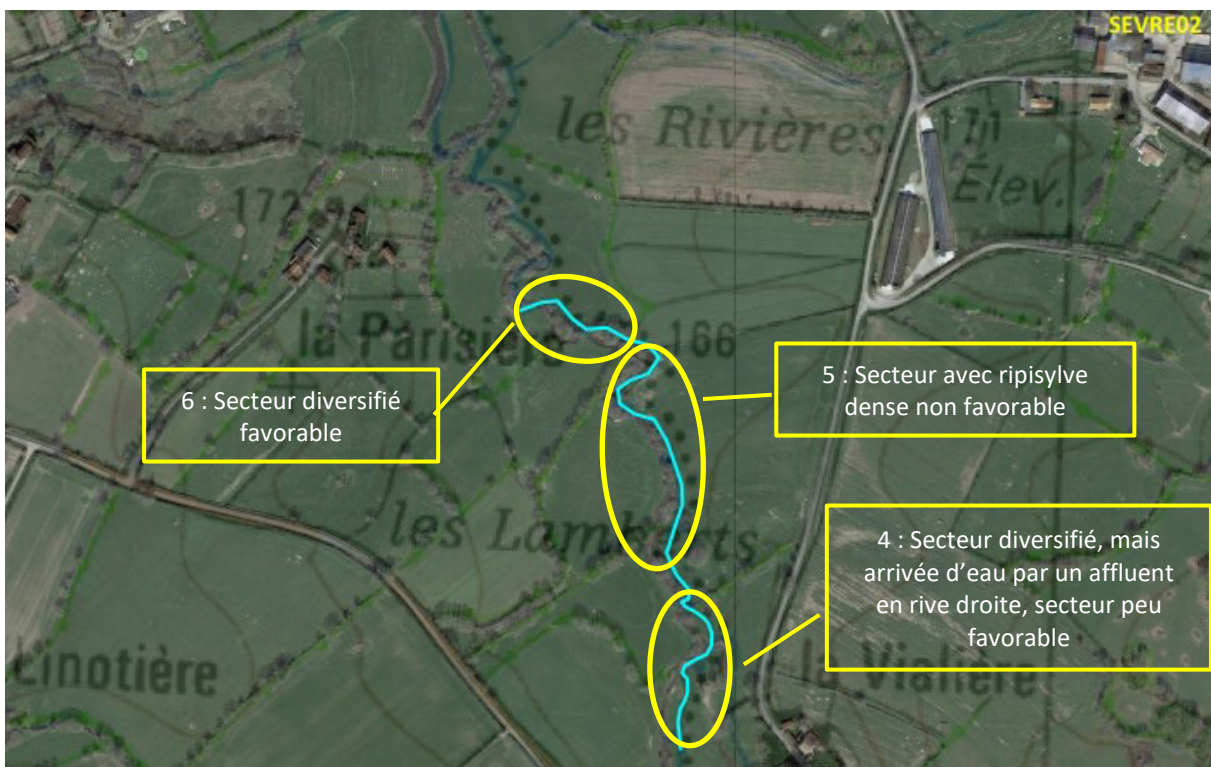 SEVRE02
les Rivières
Élev.
172
la Parisière
166
5 : Secteur avec ripisylve
dense non favorable
6 : Secteur diversifié
favorable
les Lamberts
4 : Secteur diversifié, mais
arrivée d’eau par un affluent
en rive droite, secteur peu
favorable
Linotière
la Vialière